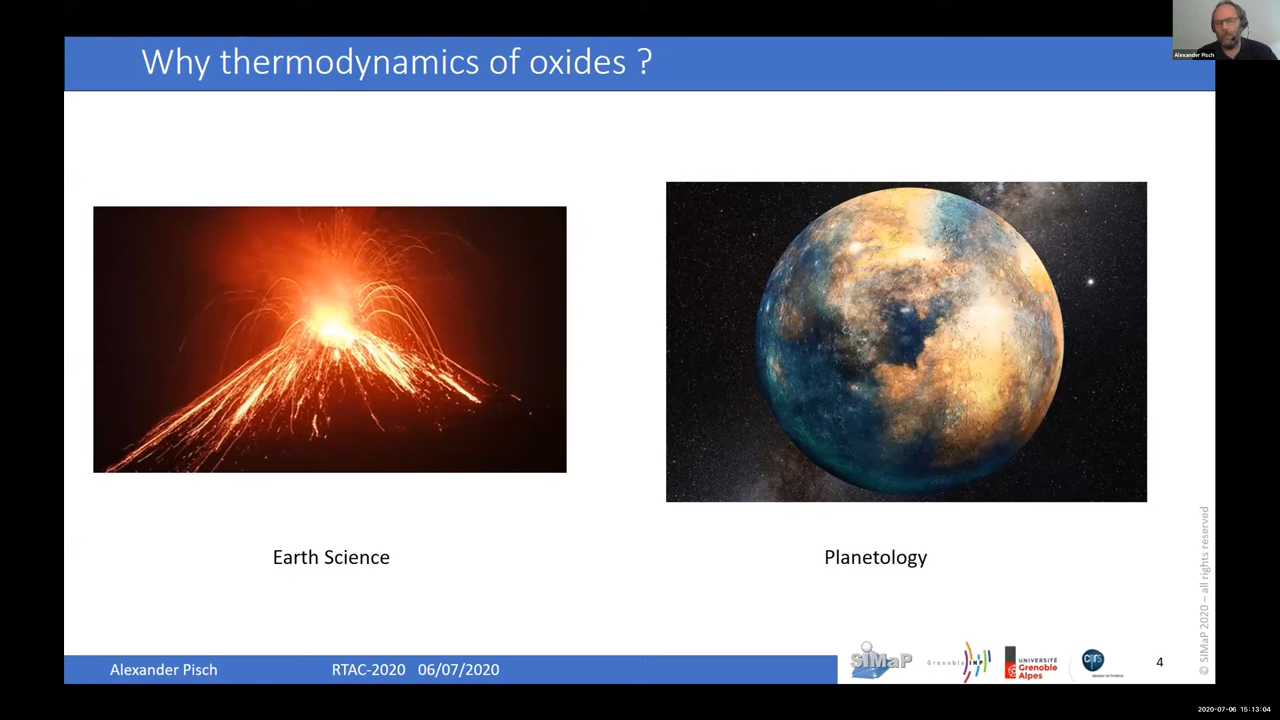 Why thermodynamics of oxides ?
Alexander Pisch
Earth Science
Planetology
© SIMaP 2020 – all rights reserved
Alexander Pisch
RTAC-2020
06/07/2020
SIMaP
Grenoble INP
UNIVERSITÉ
Grenoble
Alpes
cnrs
4
2020-07-06 15:13:04